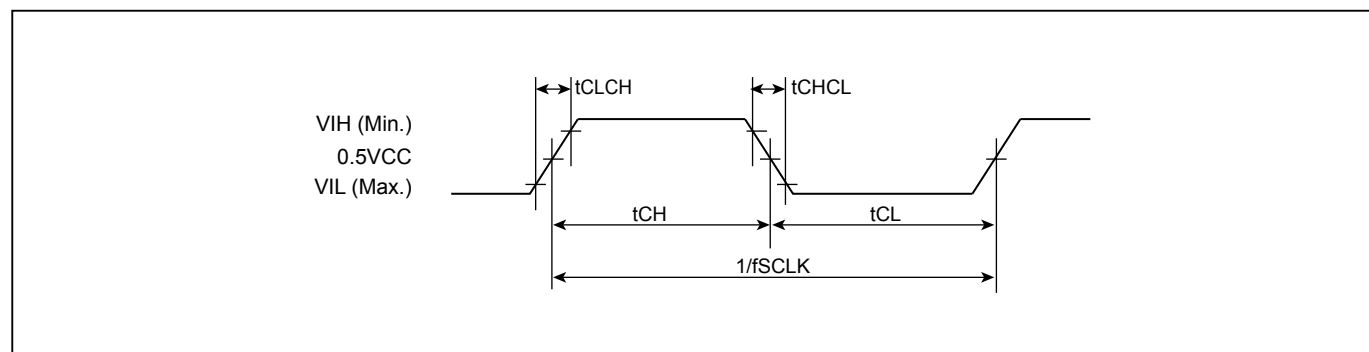 tCLCH
tCHCL
VIH (Min.)
0.5VCC
VIL (Max.)
tCH
tCL
1/fSCLK